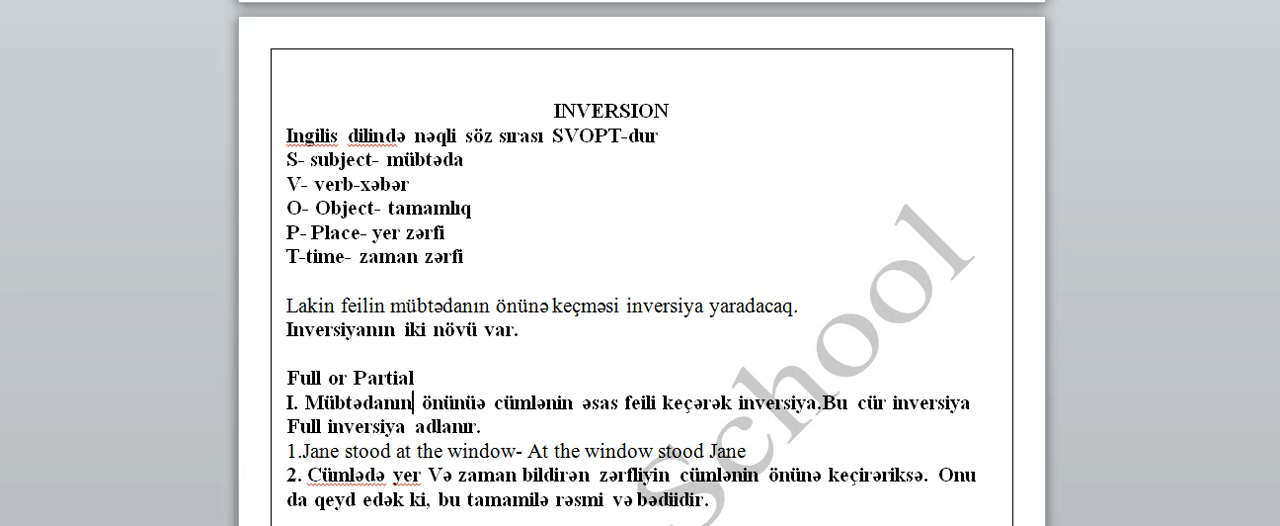 INVERSION
Ingilis dilində nəqli söz sırası SVOPT-dur
S- subject- mübtəda
V- verb-xəbər
O- Object- tamamlıq
P- Place- yer zərfi
T-time- zaman zərfi
Lakin feilin mübtədanın önünə keçməsi inversiya yaradacaq.
Inversiyanın iki növü var.
Full or Partial
I. Mübtədanın önünüə cümlənin əsas feili keçərək inversiya.Bu cür inversiya
Full inversiya adlanır.
1.Jane stood at the window- At the window stood Jane
2. Cümlədə yer Və zaman bildirən zərfliyin cümlənin önünə keçirəriksə. Onu
da qeyd edək ki, bu tamamilə rəsmi və bədiidir.
School